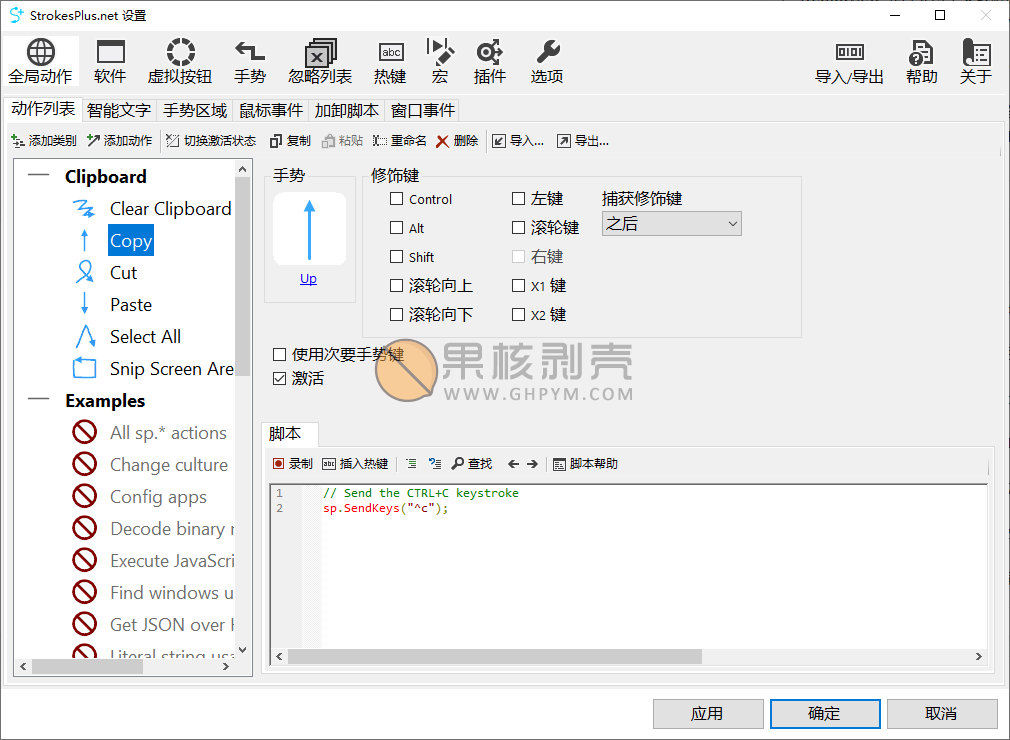 StrokesPlus.net 设置
全局动作 软件 虚拟按钮 手势 忽略列表 热键 宏 插件 选项 导入/导出 帮助 关于
动作列表 智能文字 手势区域 鼠标事件 加卸脚本 窗口事件
添加类别 添加动作 切换激活状态 复制 粘贴 重命名 删除 导入... 导出...
Clipboard
Clear Clipboard
Copy
Cut
Paste
Select All
Snip Screen Are
Examples
All sp.* actions
Change culture
Config apps
Decode binary r
Execute JavaScri
Find windows u
Get JSON over H
Literal string usa
手势
Up
修饰键
Control 左键 捕获修饰键
Alt 滚轮键 之后
Shift 右键
滚轮向上 X1 键
滚轮向下 X2 键
使用次要手势键
激活
果核剥壳
WWW.GHPYM.COM
脚本
录制 abc 插入热键 查找 脚本帮助
1 // Send the CTRL+C keystroke
2 sp.SendKeys("^c");
应用 确定 取消